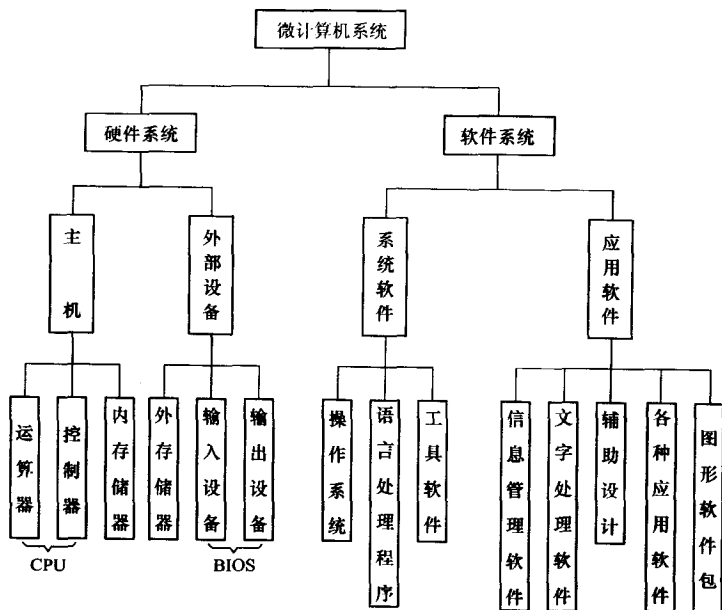 微计算机系统
硬件系统
软件系统
主机
外部设备
系统软件
应用软件
运算器
控制器
内存储器
外存储器
输入设备
输出设备
操作系统
语言处理程序
工具软件
信息管理软件
文字处理软件
辅助设计
各种应用软件
图形软件包
CPU
BIOS